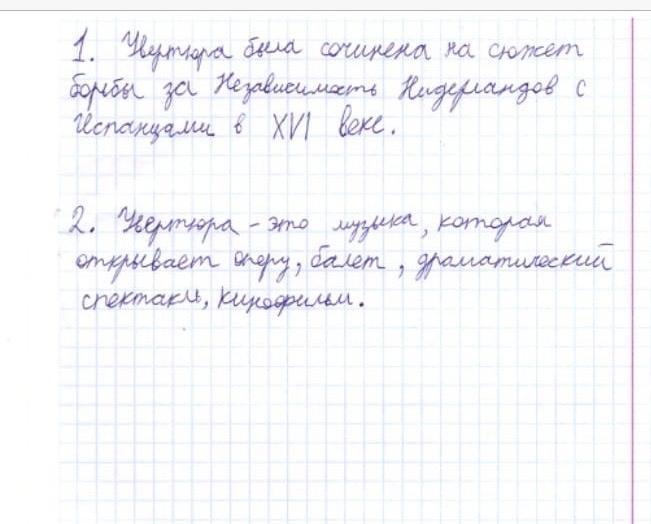 1. Увертюра была сочинена на сюжет
борьбы за Независимость Нидерландов с
Испанцами в XVI веке.
2. Увертюра - это музыка, которая
открывает оперу, балет, драматический
спектакль, кинофильм.